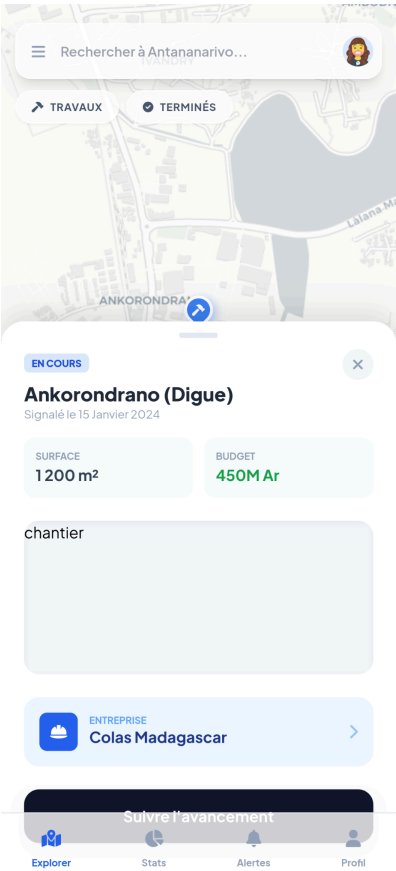 Rechercher à Antananarivo...
IVANDRY
TRAVAUX
TERMINÉS
ANKORONDRA
EN COURS
Ankorondrano (Digue)
Signalé le 15 Janvier 2024
SURFACE
1 200 m²
BUDGET
450M Ar
chantier
ENTREPRISE
Colas Madagascar
Suivre l'avancement
Explorer
Stats
Alertes
Profil